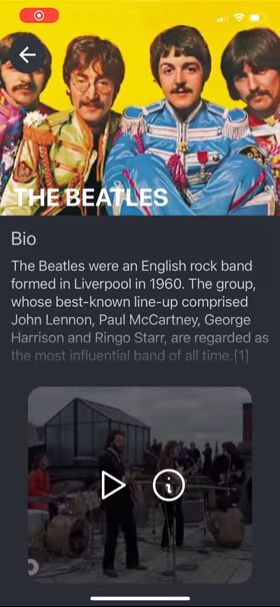 THE BEATLES
Bio
The Beatles were an English rock band
formed in Liverpool in 1960. The group,
whose best-known line-up comprised
John Lennon, Paul McCartney, George
Harrison and Ringo Starr, are regarded as
the most influential band of all time.[1]